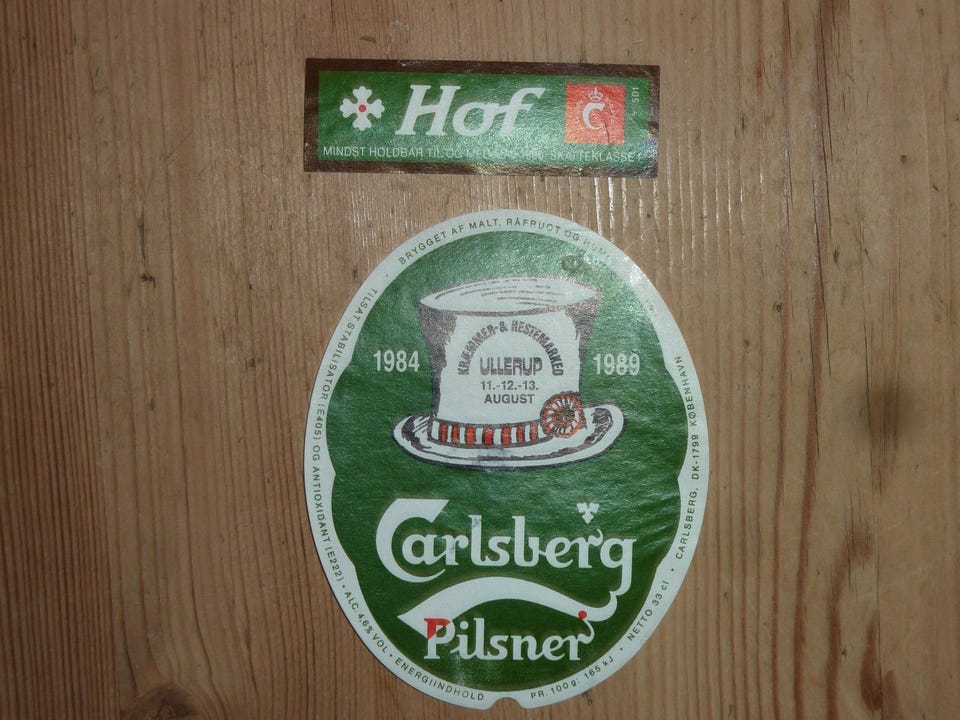 Hof
C
S01
MINDST HOLDBAR TIL OG MED SKATTEKLASSE 1
BRYGGET AF MALT, RÅFRUGT OG HUMLE
1984
KRÆMMER-& HESTEMARKED
ULLERUP
11.-12.-13.
AUGUST
1989
Carlsberg
Pilsner
TILSAT STABILISATOR (E405) OG ANTIOXIDANT (E222) • ALC. 4,6% VOL • ENERGIINDHOLD PR. 100 g: 165 kJ • NETTO 33 cl • CARLSBERG, DK-1799 KØBENHAVN